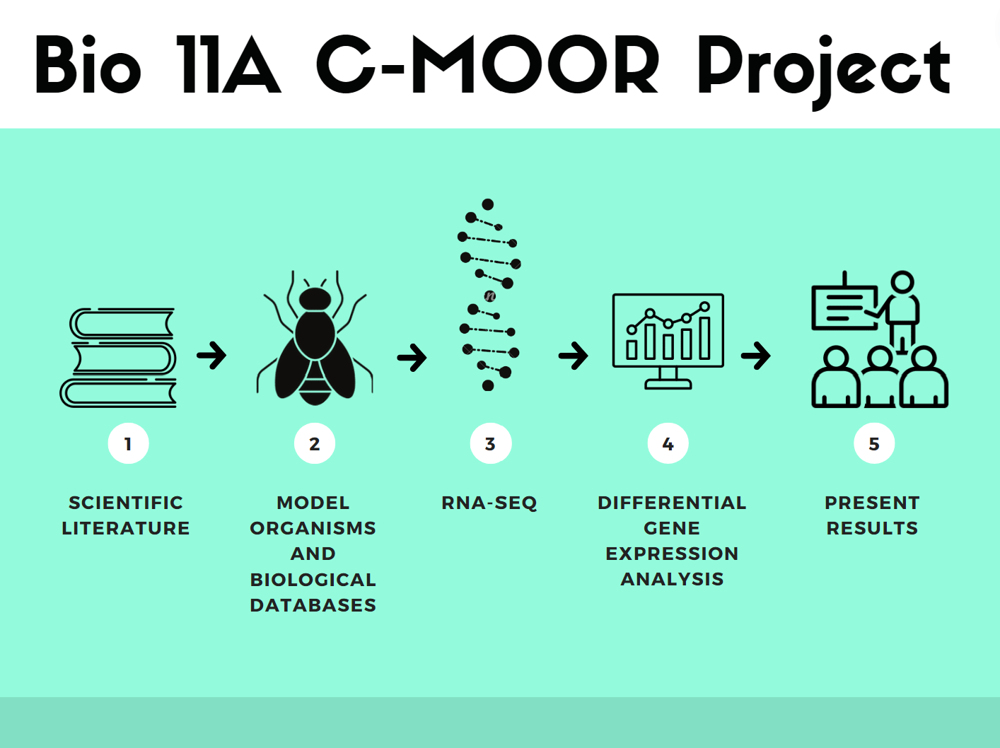 Bio 11A C-MOOR Project
1
SCIENTIFIC
LITERATURE
2
MODEL
ORGANISMS
AND
BIOLOGICAL
DATABASES
3
RNA-SEQ
4
DIFFERENTIAL
GENE
EXPRESSION
ANALYSIS
5
PRESENT
RESULTS